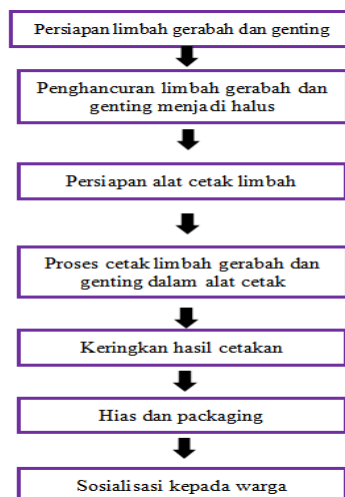 Persiapan limbah gerabah dan genting
Penghancuran limbah gerabah dan
genting menjadi halus
Persiapan alat cetak limbah
Proses cetak limbah gerabah dan
genting dalam alat cetak
Keringkan hasil cetakan
Hias dan packaging
Sosialisasi kepada warga